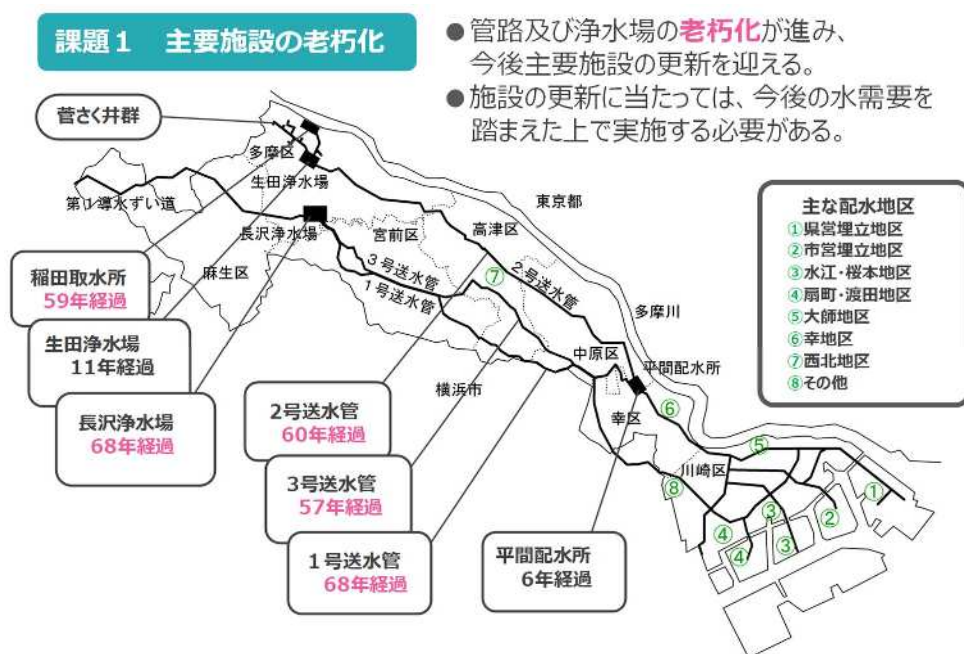 課題1 主要施設の老朽化
●管路及び浄水場の老朽化が進み、
今後主要施設の更新を迎える。
●施設の更新に当たっては、今後の水需要を
踏まえた上で実施する必要がある。
菅さく井群
多摩区
生田浄水場
第1導水ずい道
長沢浄水場
麻生区
宮前区
高津区
東京都
3号送水管
1号送水管
2号送水管
⑦
多摩川
中原区
平間配水所
横浜市
幸区
⑥
川崎区
⑤
⑧
①
③
②
④
④
③
主な配水地区
①県営埋立地区
②市営埋立地区
③水江・桜本地区
④扇町・渡田地区
⑤大師地区
⑥幸地区
⑦西北地区
⑧その他
稲田取水所
59年経過
生田浄水場
11年経過
長沢浄水場
68年経過
2号送水管
60年経過
3号送水管
57年経過
1号送水管
68年経過
平間配水所
6年経過